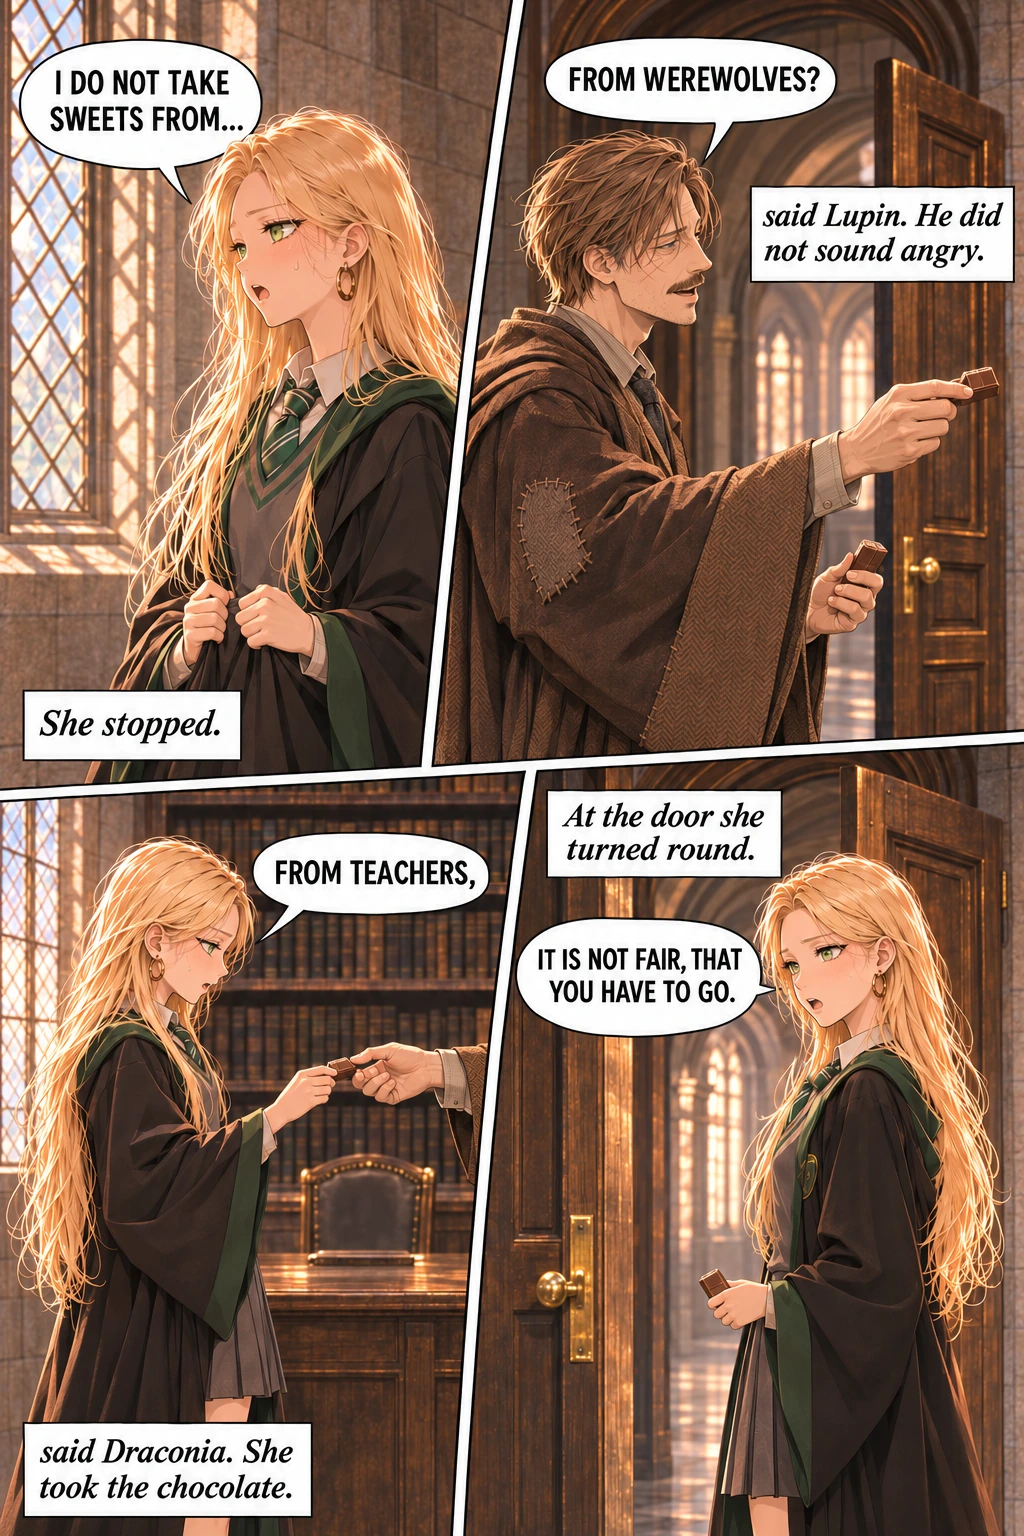 I DO NOT TAKE
SWEETS FROM...
She stopped.
FROM WEREWOLVES?
said Lupin. He did
not sound angry.
FROM TEACHERS,
said Draconia. She
took the chocolate.
At the door she
turned round.
IT IS NOT FAIR, THAT
YOU HAVE TO GO.